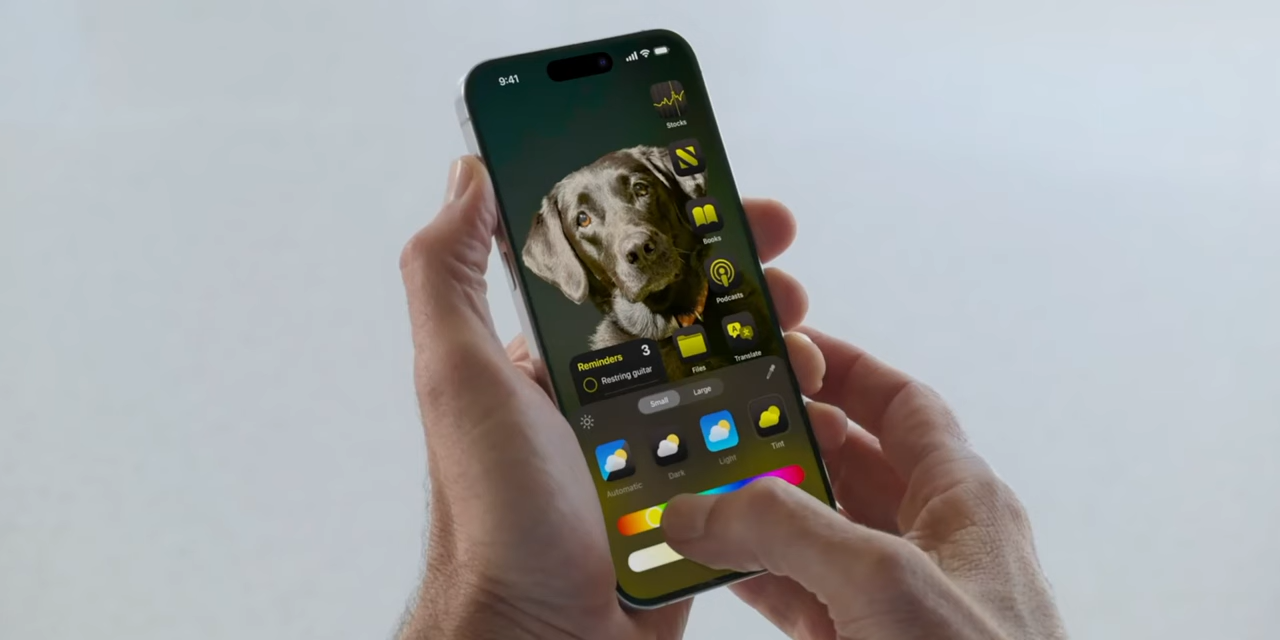 9:41
Stocks
Books
Podcasts
Translate
Files
Reminders 3
Restring guitar
Small Large
Automatic Dark Light Tint